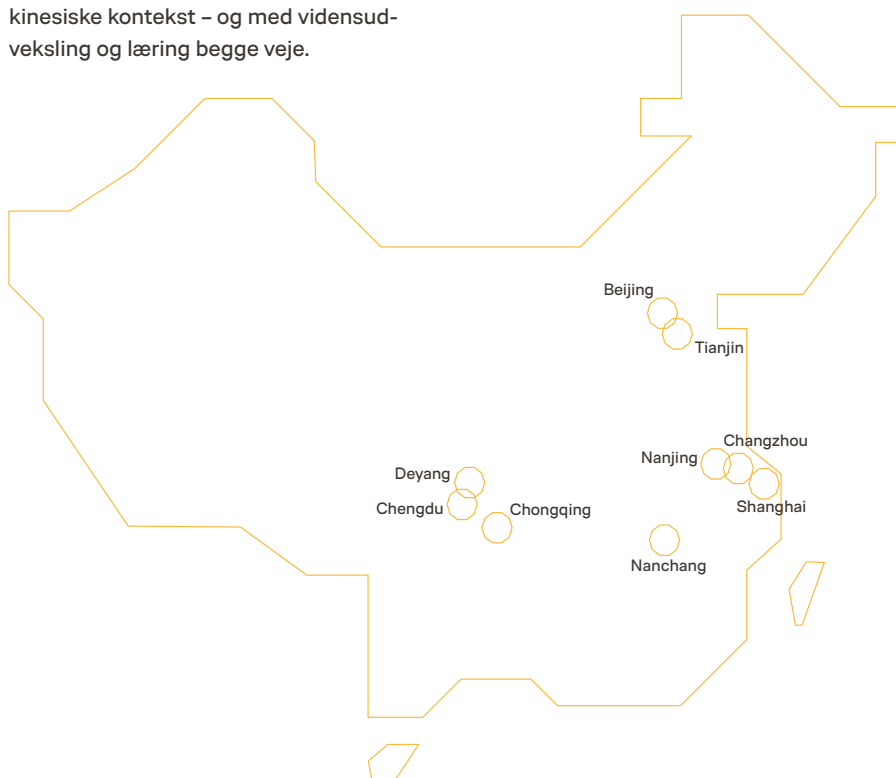 kinesiske kontekst – og med vidensud-
veksling og læring begge veje.
Beijing
Tianjin
Changzhou
Nanjing
Deyang
Chengdu
Chongqing
Shanghai
Nanchang